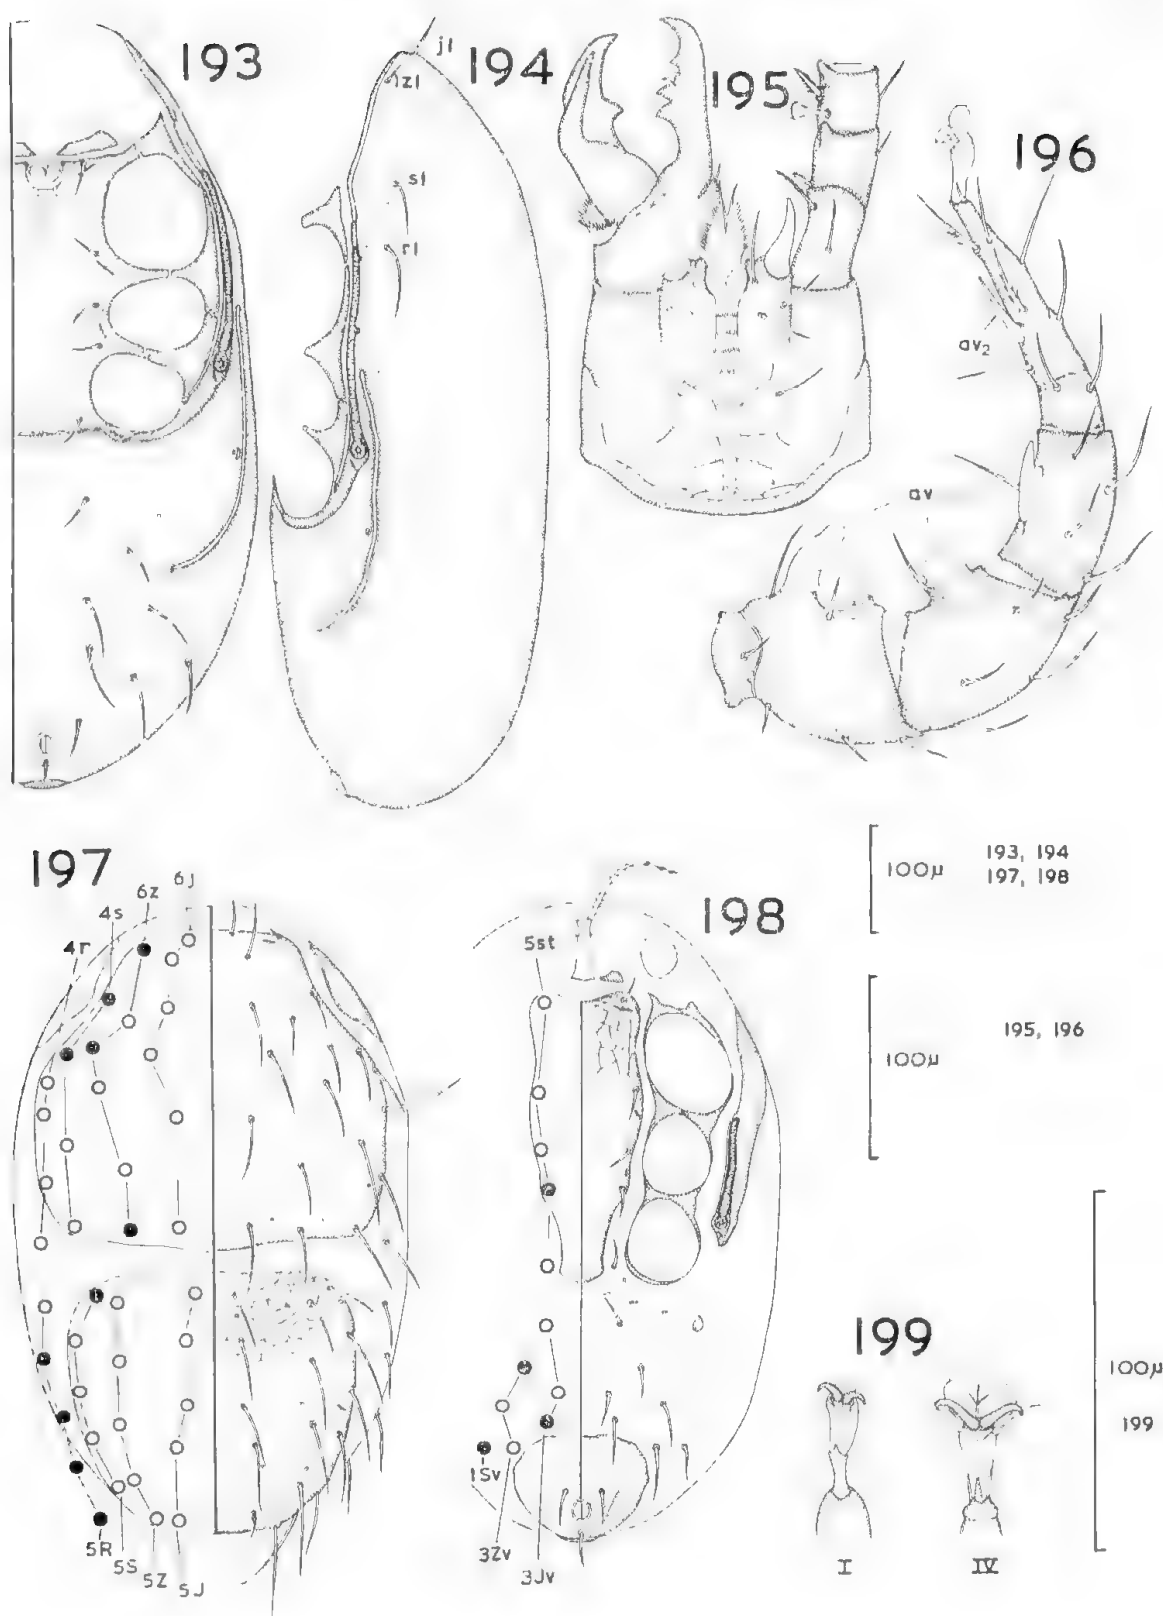 193
194
j1
z1
s1
r1
195
196
av₂
av
197
6j
6z
4s
4r
5R
5S
5Z
5J
198
5st
1Sv
3Zv
3Jv
100μ
193, 194
197, 198
100μ
195, 196
199
I
IV
100μ
199